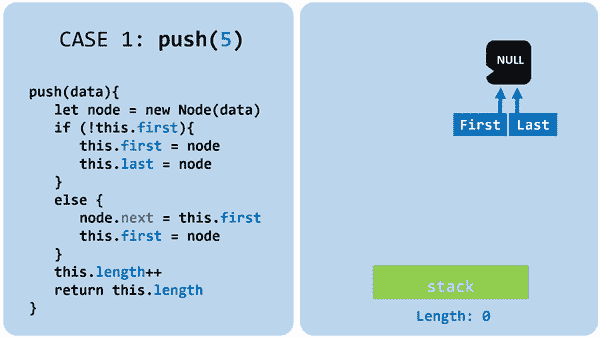 CASE 1: push(5)
push(data){
let node = new Node(data)
if (!this.first){
this.first = node
this.last = node
}
else {
node.next = this.first
this.first = node
}
this.length++
return this.length
}
NULL
First Last
stack
Length: 0